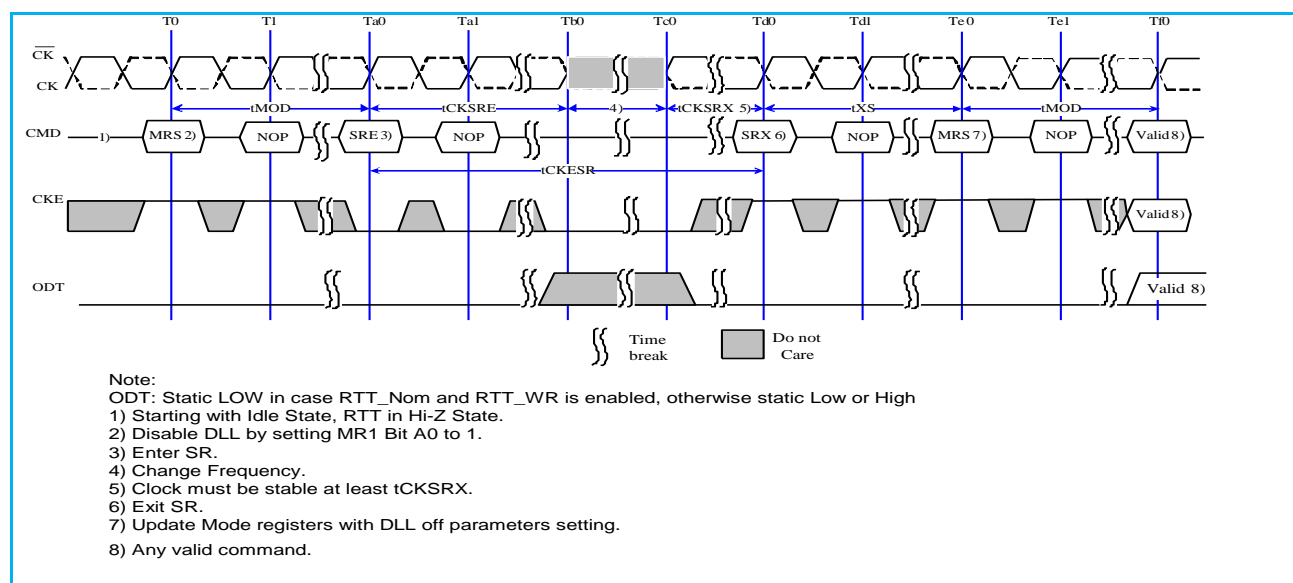 T0 T1 Ta0 Ta1 Tb0 Tc0 Td0 Td1 Te0 Te1 Tf0
CK
CK
tMOD tCKSRE 4) tCKSRX 5) tXS tMOD
CMD 1) MRS 2) NOP SRE 3) NOP SRX 6) NOP MRS 7) NOP Valid 8)
tCKESR
CKE Valid 8)
ODT Valid 8)
Time break
Do not Care
Note:
ODT: Static LOW in case RTT_Nom and RTT_WR is enabled, otherwise static Low or High
1) Starting with Idle State, RTT in Hi-Z State.
2) Disable DLL by setting MR1 Bit A0 to 1.
3) Enter SR.
4) Change Frequency.
5) Clock must be stable at least tCKSRX.
6) Exit SR.
7) Update Mode registers with DLL off parameters setting.
8) Any valid command.